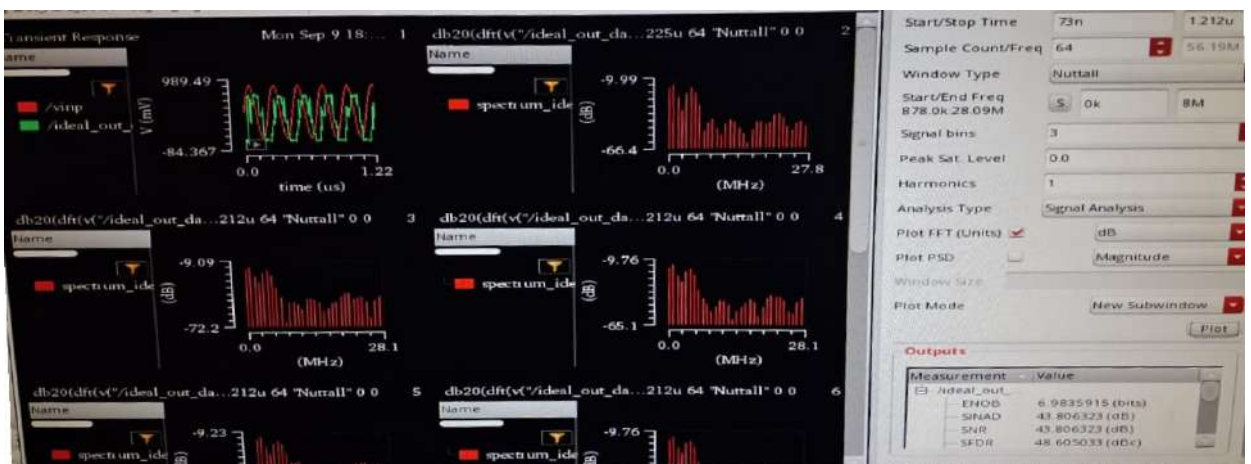 Transient Response
Mon Sep 9 18:... 1
Name
/vinp
/ideal_out_
989.49
V (mV)
-84.367
0.0
1.22
time (us)
db20(dft(v("/ideal_out_da...225u 64 "Nuttall" 0 0
2
Name
spectrum_ide
-9.99
(dB)
-66.4
0.0
27.8
(MHz)
db20(dft(v("/ideal_out_da...212u 64 "Nuttall" 0 0
3
Name
spectrum_ide
-9.09
(dB)
-72.2
0.0
28.1
(MHz)
db20(dft(v("/ideal_out_da...212u 64 "Nuttall" 0 0
4
Name
spectrum_ide
-9.76
(dB)
-65.1
0.0
28.1
(MHz)
db20(dft(v("/ideal_out_da...212u 64 "Nuttall" 0 0
5
Name
spectrum_ide
-9.23
db20(dft(v("/ideal_out_da...212u 64 "Nuttall" 0 0
6
Name
spectrum_ide
-9.76
Start/Stop Time 73n 1.212u
Sample Count/Freq 64 56.19M
Window Type Nuttall
Start/End Freq S 0k 8M
878.0k:28.09M
Signal bins 3
Peak Sat. Level 0.0
Harmonics 1
Analysis Type Signal Analysis
Plot FFT (Units) dB
Plot PSD Magnitude
Window Size
Plot Mode New Subwindow
Plot
Outputs
Measurement Value
/ideal_out_
ENOB 6.9835915 (bits)
SINAD 43.806323 (dB)
SNR 43.806323 (dB)
SFDR 48.605033 (dBc)